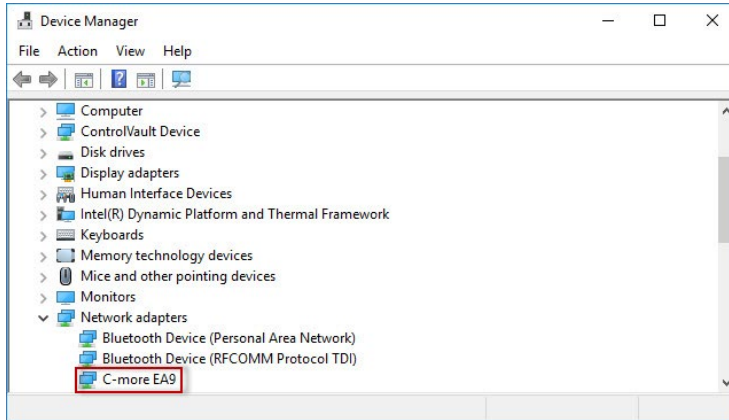 Device Manager
File Action View Help
Computer
ControlVault Device
Disk drives
Display adapters
Human Interface Devices
Intel(R) Dynamic Platform and Thermal Framework
Keyboards
Memory technology devices
Mice and other pointing devices
Monitors
Network adapters
Bluetooth Device (Personal Area Network)
Bluetooth Device (RFCOMM Protocol TDI)
C-more EA9